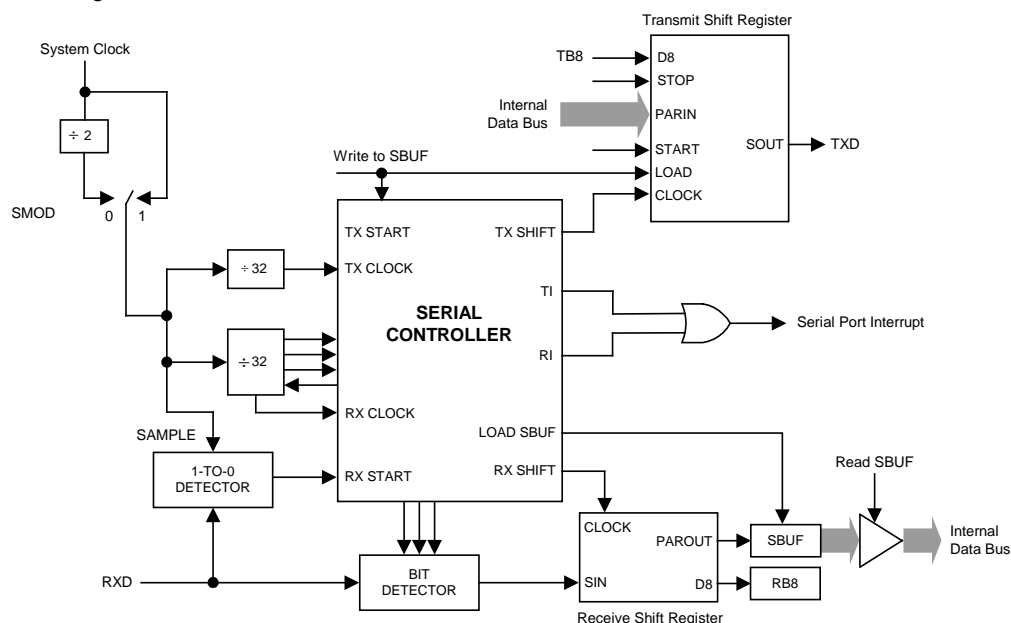 Transmit Shift Register
System Clock
TB8
D8
STOP
÷ 2
Internal
Data Bus
PARIN
START
SOUT
TXD
Write to SBUF
LOAD
CLOCK
SMOD
0
1
TX START
TX SHIFT
÷ 32
TX CLOCK
TI
SERIAL
CONTROLLER
Serial Port Interrupt
÷ 32
RI
RX CLOCK
SAMPLE
LOAD SBUF
1-TO-0
DETECTOR
RX START
RX SHIFT
Read SBUF
CLOCK
PAROUT
SBUF
Internal
Data Bus
RXD
BIT
DETECTOR
SIN
D8
RB8
Receive Shift Register